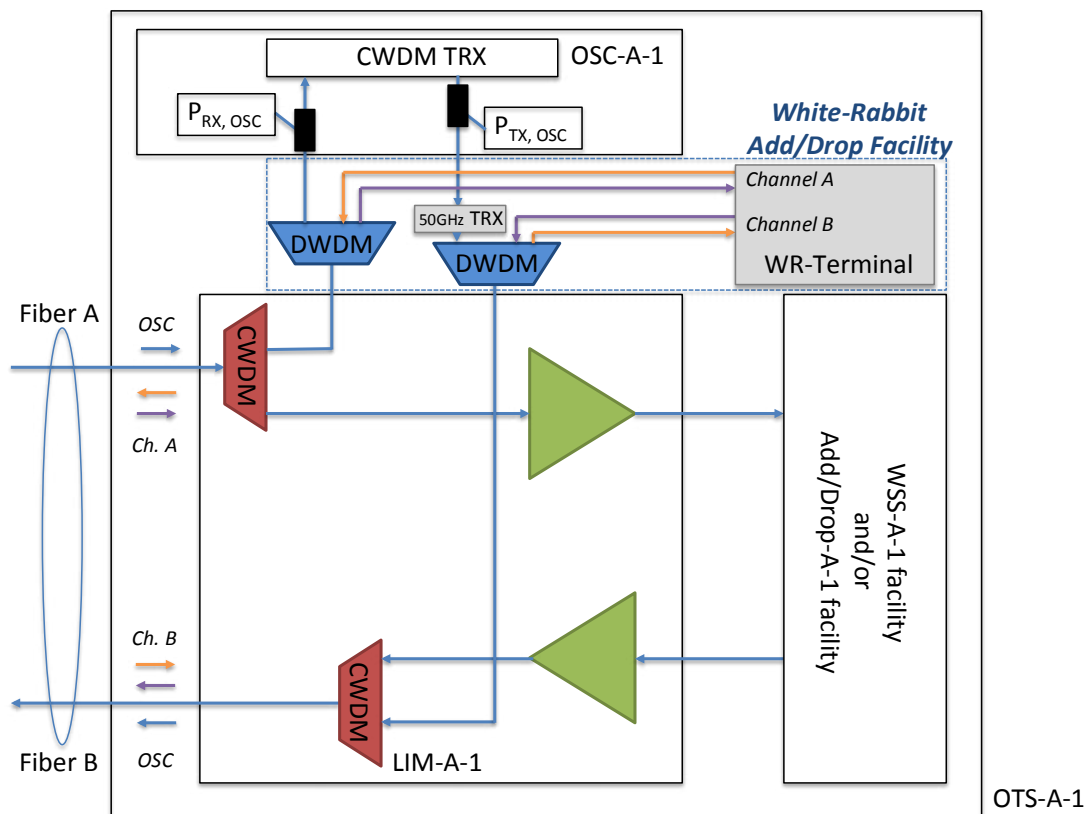 CWDM TRX
OSC-A-1
P_RX, OSC
P_TX, OSC
White-Rabbit
Add/Drop Facility
Channel A
Channel B
WR-Terminal
50GHz TRX
DWDM
DWDM
Fiber A
OSC
CWDM
Ch. A
WSS-A-1 facility
and/or
Add/Drop-A-1 facility
Ch. B
CWDM
Fiber B
OSC
LIM-A-1
OTS-A-1